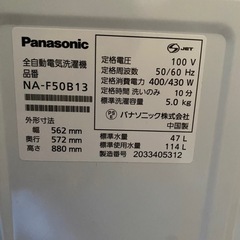 Panasonic
全自動電気洗濯機
品番
NA-F50B13
外形寸法
幅 562 mm
奥行 572 mm
高さ 880 mm
JET
定格電圧 100 V
定格周波数 50/60 Hz
定格消費電力 400/430 W
定格時間 洗いのみ 10分
標準洗濯容量 5.0 kg
パナソニック株式会社
中国製
標準水量 47 L
標準使用水量 114 L
製造番号 2033405312